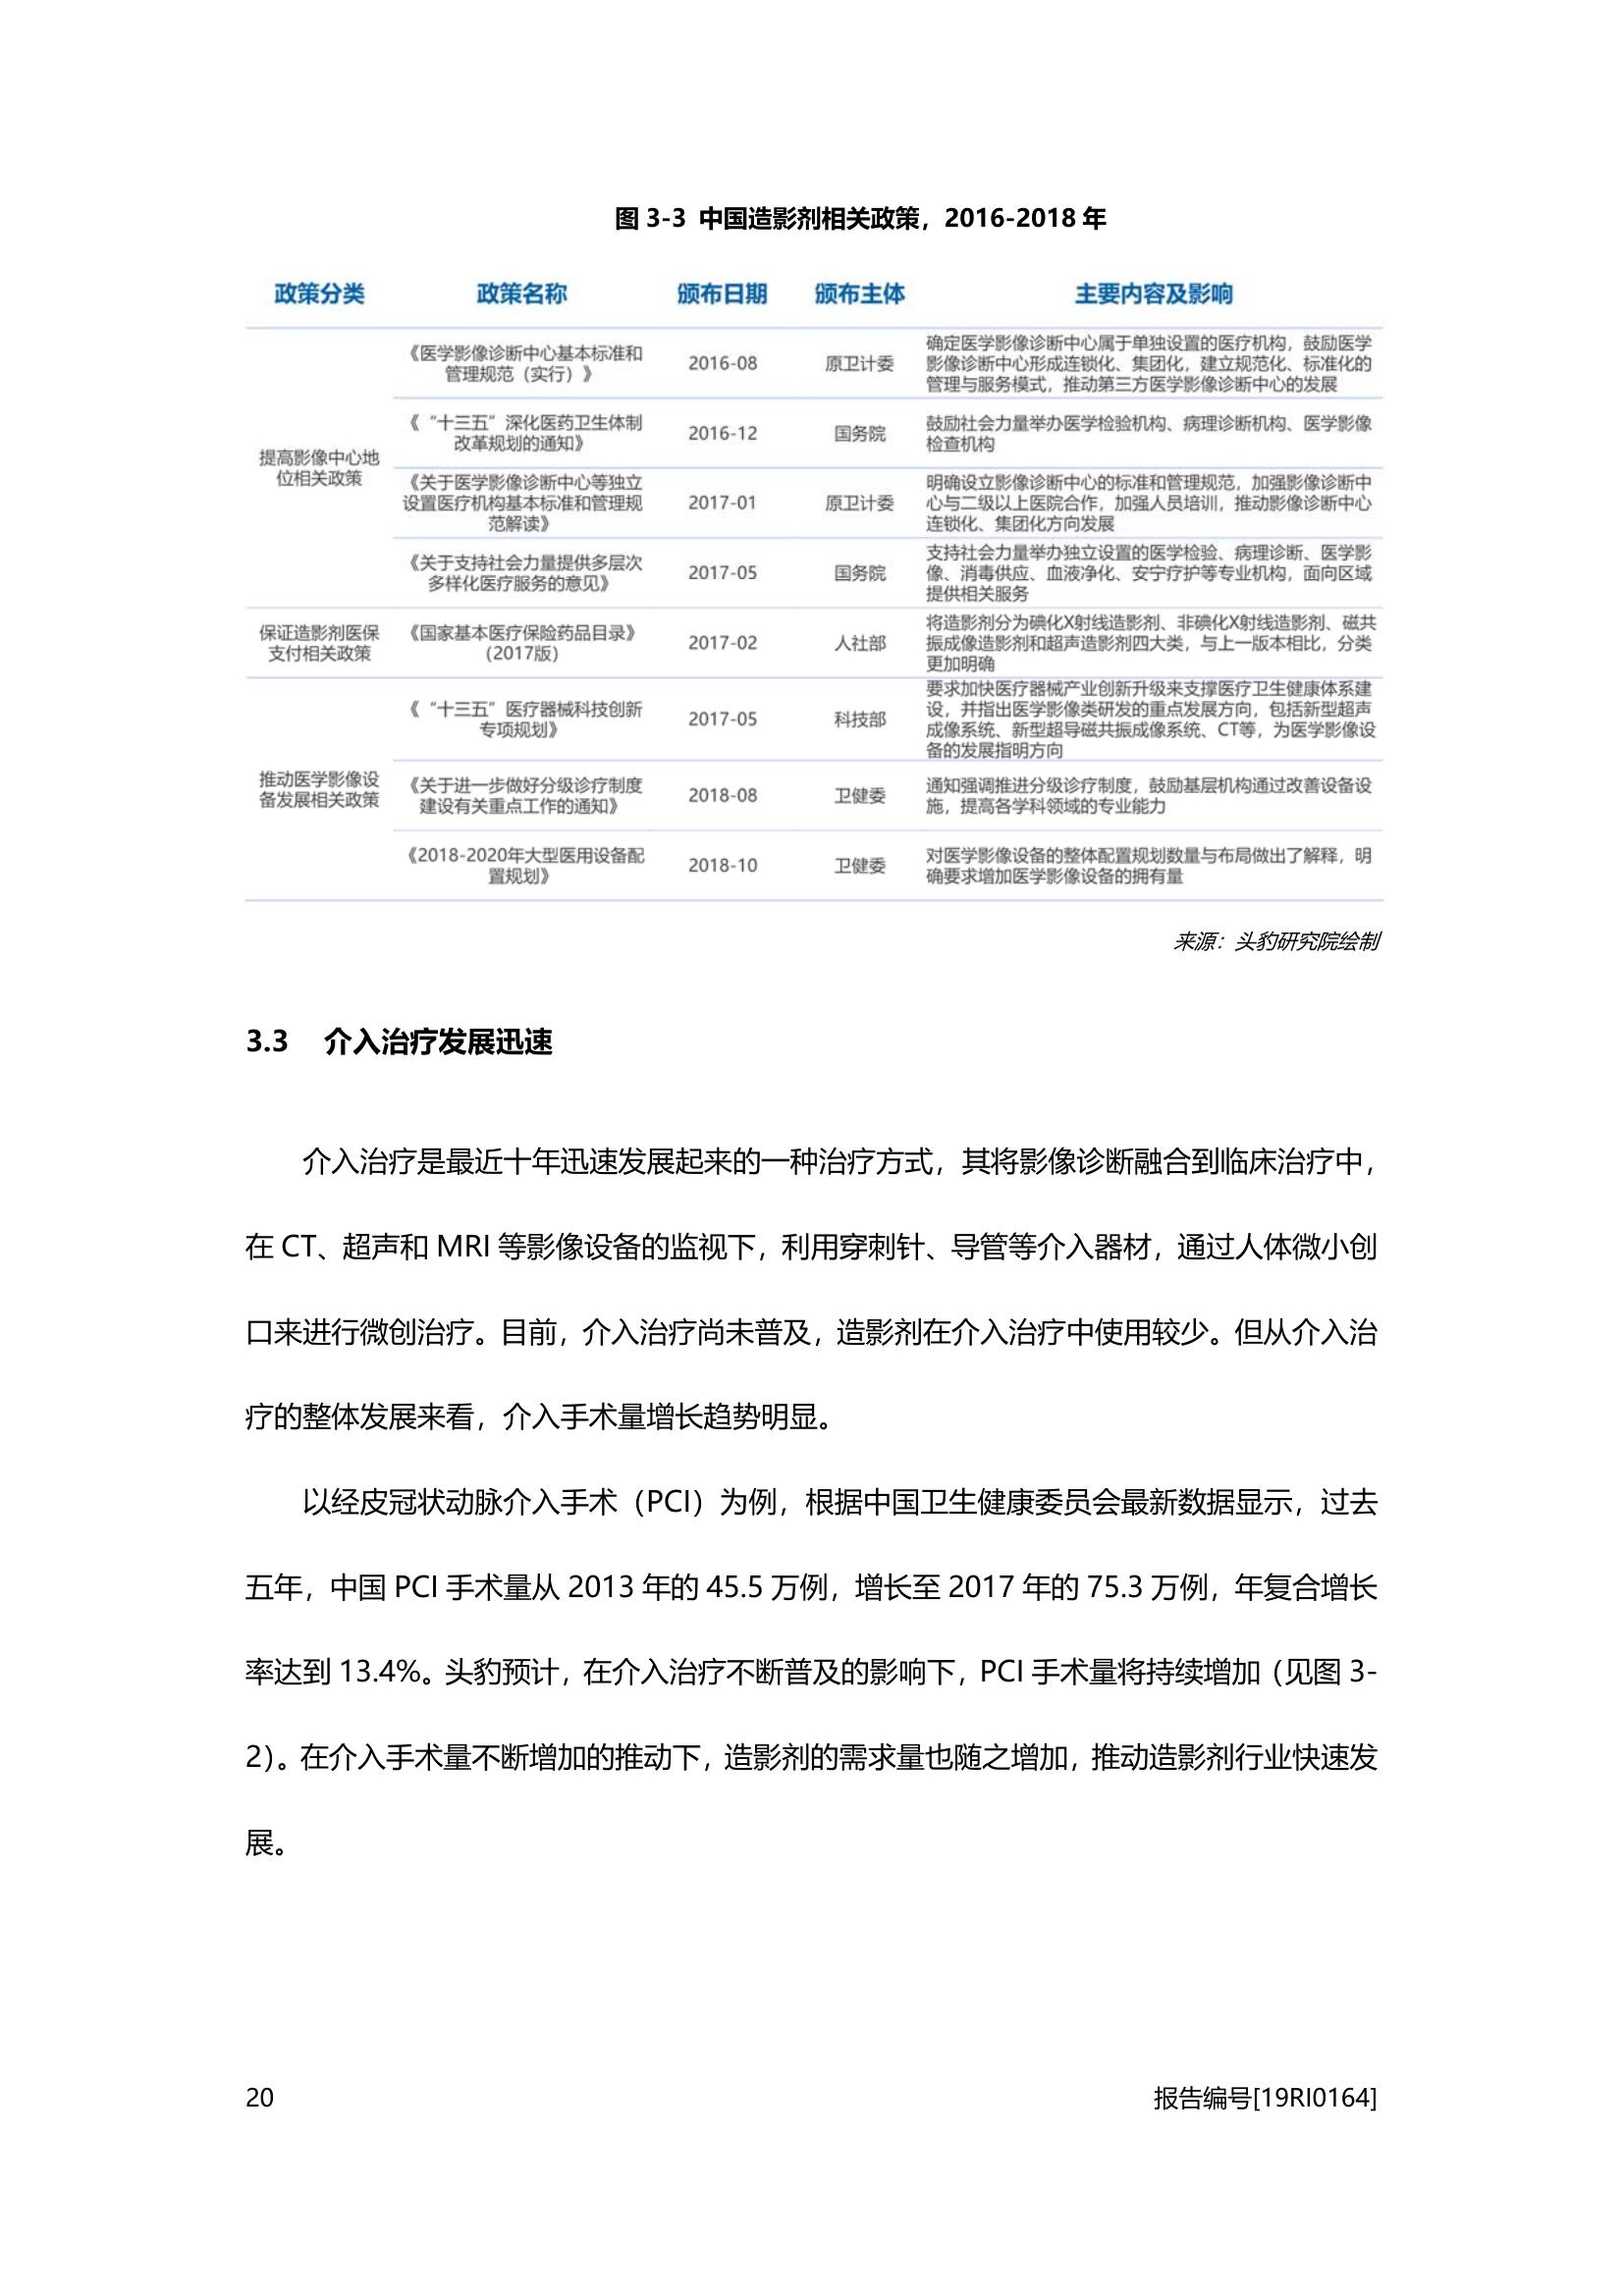 图 3-3 中国造影剂相关政策，2016-2018 年
政策分类 政策名称 颁布日期 颁布主体 主要内容及影响
提高影像中心地
位相关政策
《医学影像诊断中心基本标准和
管理规范（实行）》
2016-08
原卫计委
确定医学影像诊断中心属于单独设置的医疗机构，鼓励医学
影像诊断中心形成连锁化、集团化，建立规范化、标准化的
管理与服务模式，推动第三方医学影像诊断中心的发展
《“十三五”深化医药卫生体制
改革规划的通知》
2016-12
国务院
鼓励社会力量举办医学检验机构、病理诊断机构、医学影像
检查机构
《关于医学影像诊断中心等独立
设置医疗机构基本标准和管理规
范解读》
2017-01
原卫计委
明确设立影像诊断中心的标准和管理规范，加强影像诊断中
心与二级以上医院合作，加强人员培训，推动影像诊断中心
连锁化、集团化方向发展
《关于支持社会力量提供多层次
多样化医疗服务的意见》
2017-05
国务院
支持社会力量举办独立设置的医学检验、病理诊断、医学影
像、消毒供应、血液净化、安宁疗护等专业机构，面向区域
提供相关服务
保证造影剂医保
支付相关政策
《国家基本医疗保险药品目录》
（2017版）
2017-02
人社部
将造影剂分为碘化X射线造影剂、非碘化X射线造影剂、磁共
振成像造影剂和超声造影剂四大类，与上一版本相比，分类
更加明确
推动医学影像设
备发展相关政策
《“十三五”医疗器械科技创新
专项规划》
2017-05
科技部
要求加快医疗器械产业创新升级来支撑医疗卫生健康体系建
设，并指出医学影像类研发的重点发展方向，包括新型超声
成像系统、新型超导磁共振成像系统、CT等，为医学影像设
备的发展指明方向
《关于进一步做好分级诊疗制度
建设有关重点工作的通知》
2018-08
卫健委
通知强调推进分级诊疗制度，鼓励基层机构通过改善设备设
施，提高各学科领域的专业能力
《2018-2020年大型医用设备配
置规划》
2018-10
卫健委
对医学影像设备的整体配置规划数量与布局做出了解释，明
确要求增加医学影像设备的拥有量
来源：头豹研究院绘制
3.3 介入治疗发展迅速
介入治疗是最近十年迅速发展起来的一种治疗方式，其将影像诊断融合到临床治疗中，
在 CT、超声和 MRI 等影像设备的监视下，利用穿刺针、导管等介入器材，通过人体微小创
口来进行微创治疗。目前，介入治疗尚未普及，造影剂在介入治疗中使用较少。但从介入治
疗的整体发展来看，介入手术量增长趋势明显。
以经皮冠状动脉介入手术（PCI）为例，根据中国卫生健康委员会最新数据显示，过去
五年，中国 PCI 手术量从 2013 年的 45.5 万例，增长至 2017 年的 75.3 万例，年复合增长
率达到 13.4%。头豹预计，在介入治疗不断普及的影响下，PCI 手术量将持续增加（见图 3-
2）。在介入手术量不断增加的推动下，造影剂的需求量也随之增加，推动造影剂行业快速发
展。
20
报告编号[19RI0164]